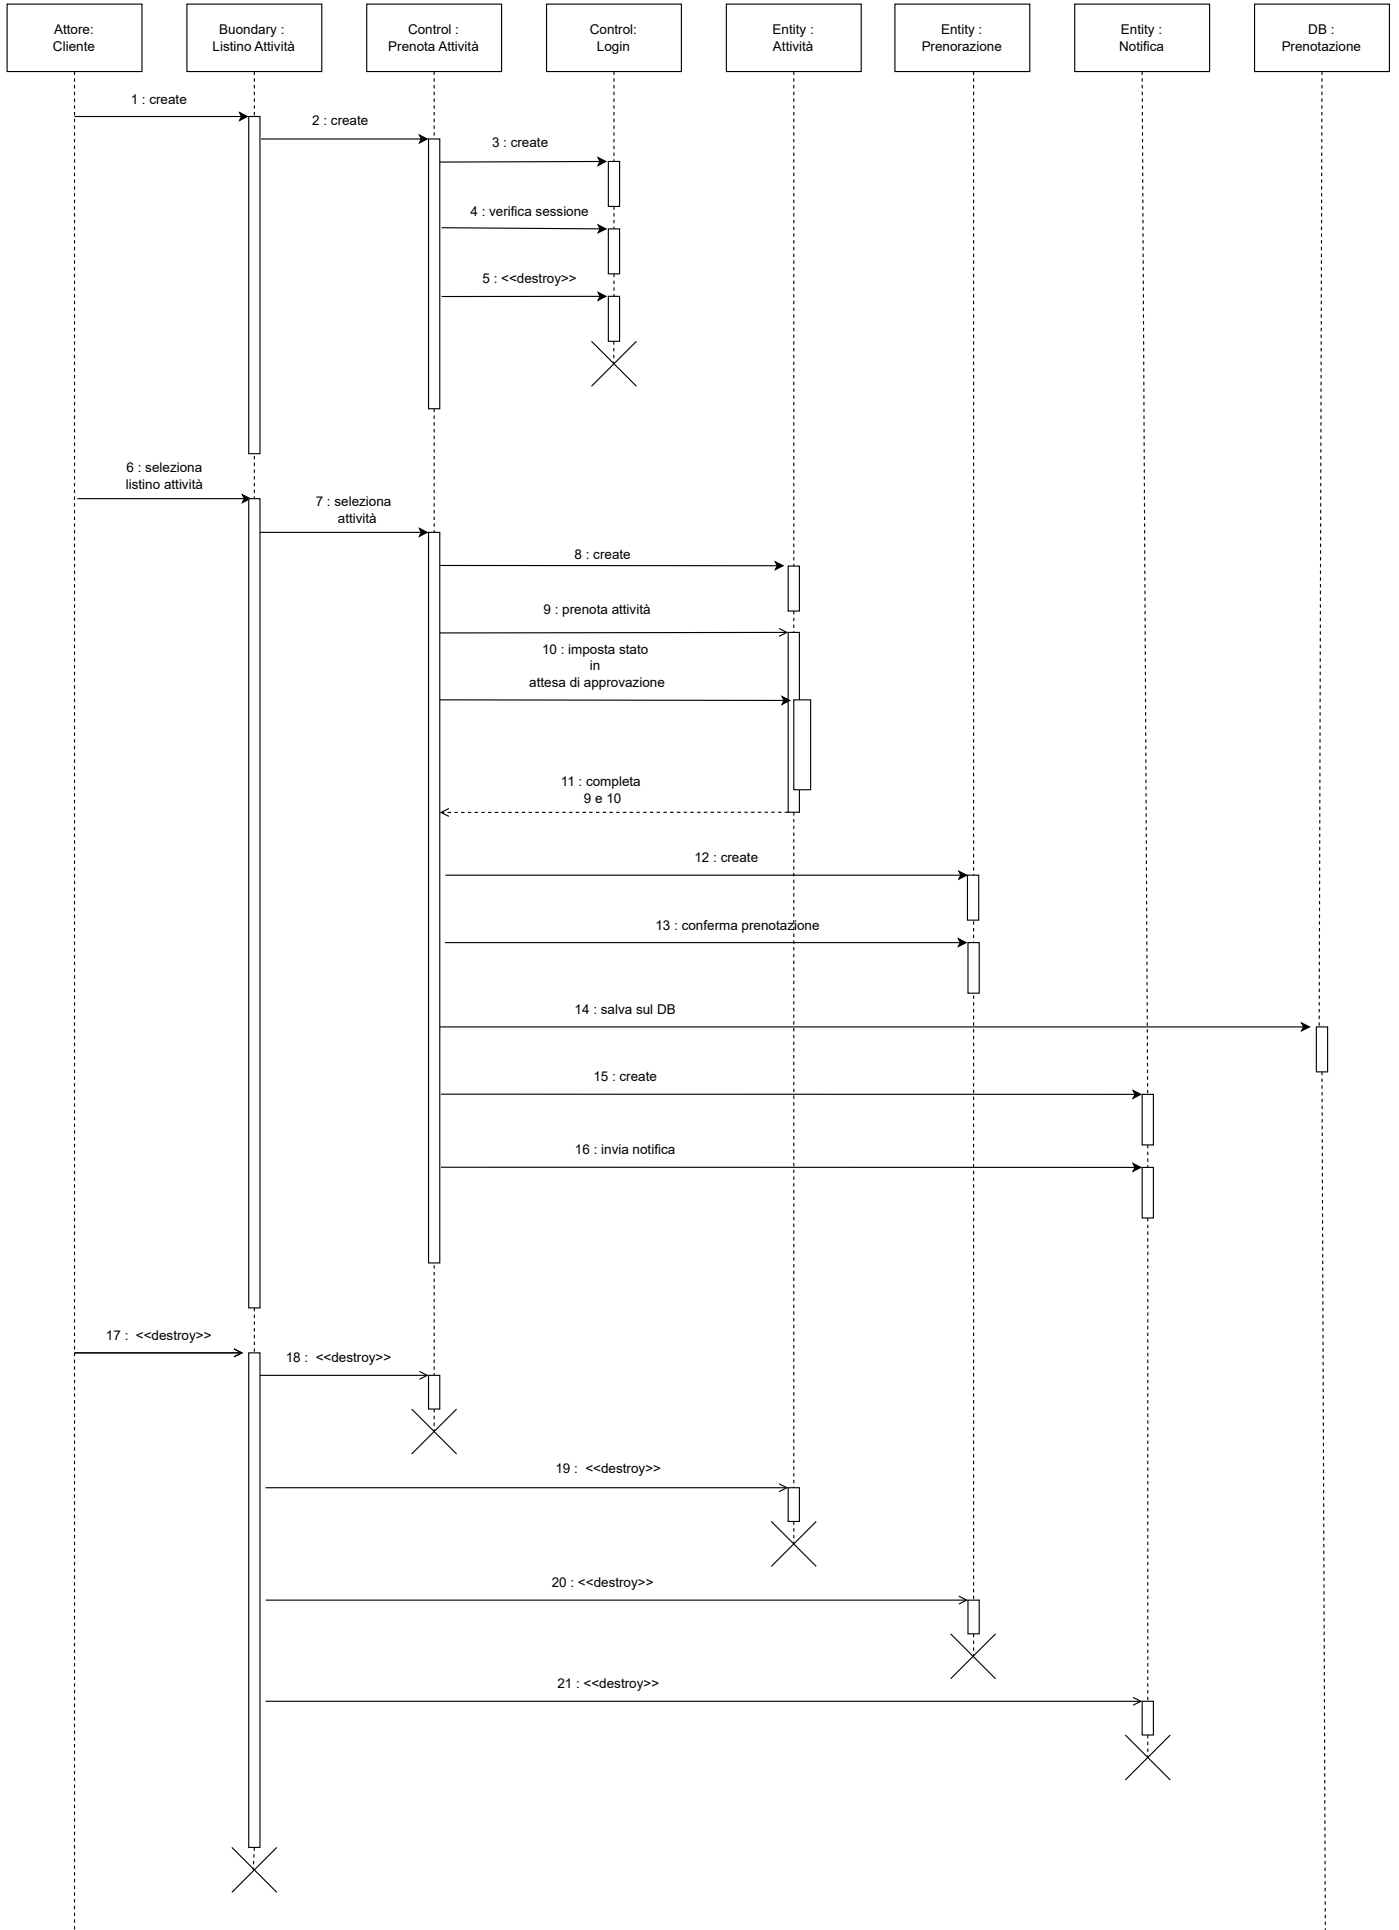 Attore:
Cliente
Buondary :
Listino Attività
Control :
Prenota Attività
Control:
Login
Entity :
Attività
Entity :
Prenorazione
Entity :
Notifica
DB :
Prenotazione
1 : create
2 : create
3 : create
4 : verifica sessione
5 : <<destroy>>
6 : seleziona
listino attività
7 : seleziona
attività
8 : create
9 : prenota attività
10 : imposta stato
in
attesa di approvazione
11 : completa
9 e 10
12 : create
13 : conferma prenotazione
14 : salva sul DB
15 : create
16 : invia notifica
17 : <<destroy>>
18 : <<destroy>>
19 : <<destroy>>
20 : <<destroy>>
21 : <<destroy>>